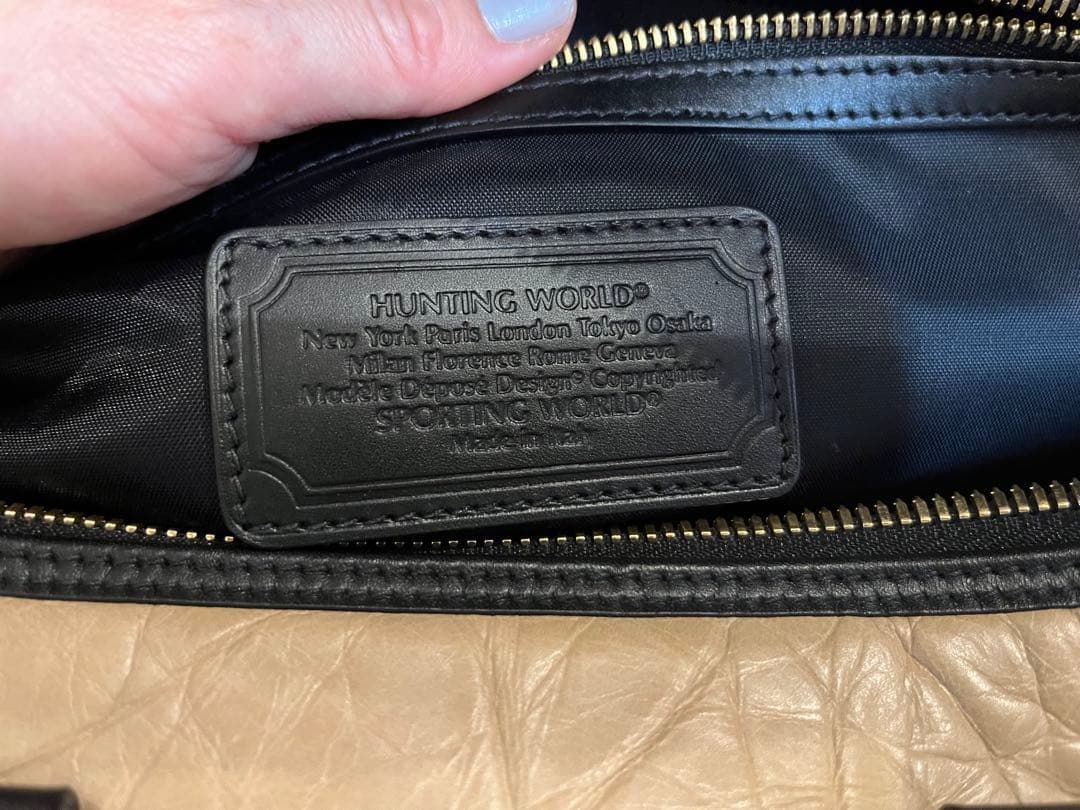 HUNTING WORLD®
New York Paris London Tokyo Osaka
Milan Florence Rome Geneva
Modèle Déposé Design® Copyrighted
SPORTING WORLD®
Made in Italy